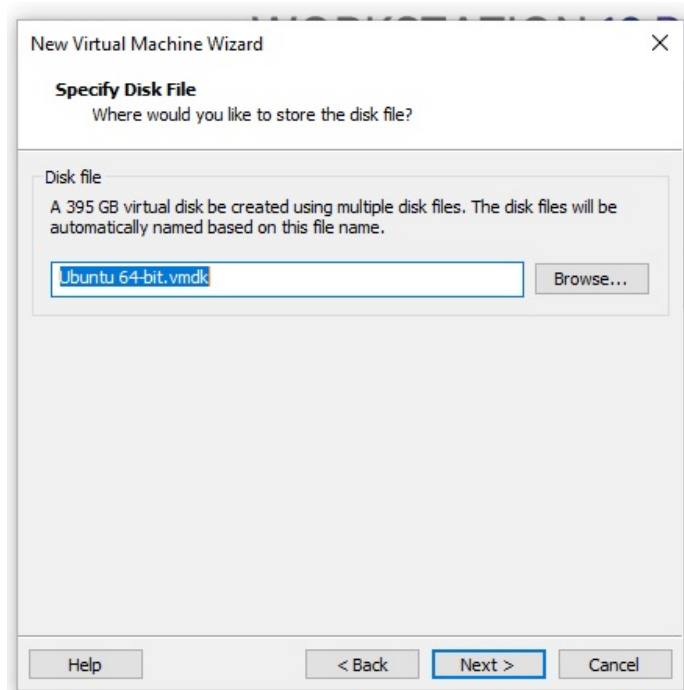 New Virtual Machine Wizard
Specify Disk File
Where would you like to store the disk file?
Disk file
A 395 GB virtual disk be created using multiple disk files. The disk files will be
automatically named based on this file name.
Ubuntu 64-bit.vmdk
Browse...
Help
< Back
Next >
Cancel